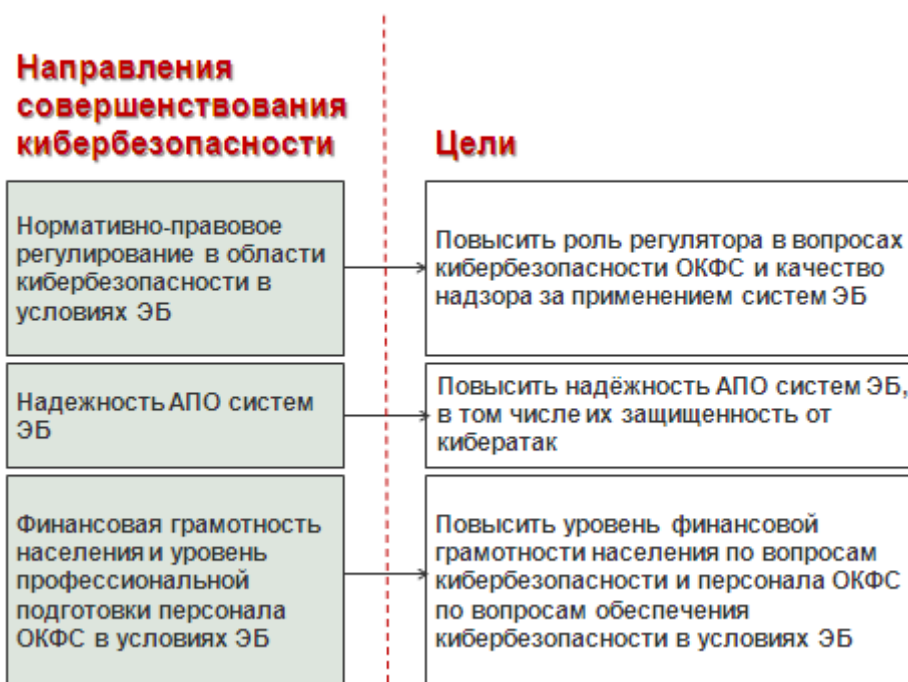 Направления
совершенствования
кибербезопасности
Цели
Нормативно-правовое
регулирование в области
кибербезопасности в
условиях ЭБ
Повысить роль регулятора в вопросах
кибербезопасности ОКФС и качество
надзора за применением систем ЭБ
Надежность АПО систем
ЭБ
Повысить надёжность АПО систем ЭБ,
в том числе их защищенность от
кибератак
Финансовая грамотность
населения и уровень
профессиональной
подготовки персонала
ОКФС в условиях ЭБ
Повысить уровень финансовой
грамотности населения по вопросам
кибербезопасности и персонала ОКФС
по вопросам обеспечения
кибербезопасности в условиях ЭБ